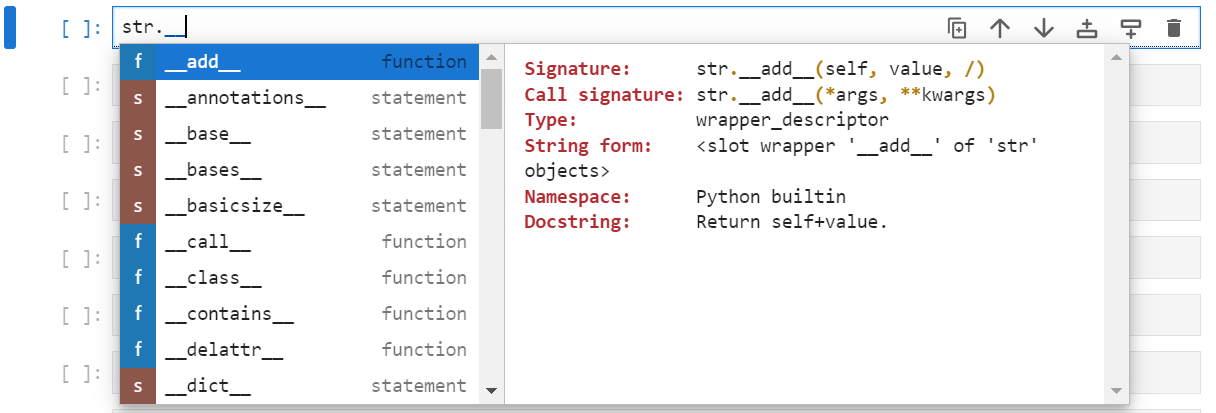 [ ]: str.__
[ ]:
[ ]:
[ ]:
[ ]:
[ ]:
[ ]:
f __add__ function
s __annotations__ statement
s __base__ statement
s __bases__ statement
s __basicsize__ statement
f __call__ function
f __class__ function
f __contains__ function
f __delattr__ function
s __dict__ statement
Signature: str.__add__(self, value, /)
Call signature: str.__add__(*args, **kwargs)
Type: wrapper_descriptor
String form: <slot wrapper '__add__' of 'str'
objects>
Namespace: Python builtin
Docstring: Return self+value.